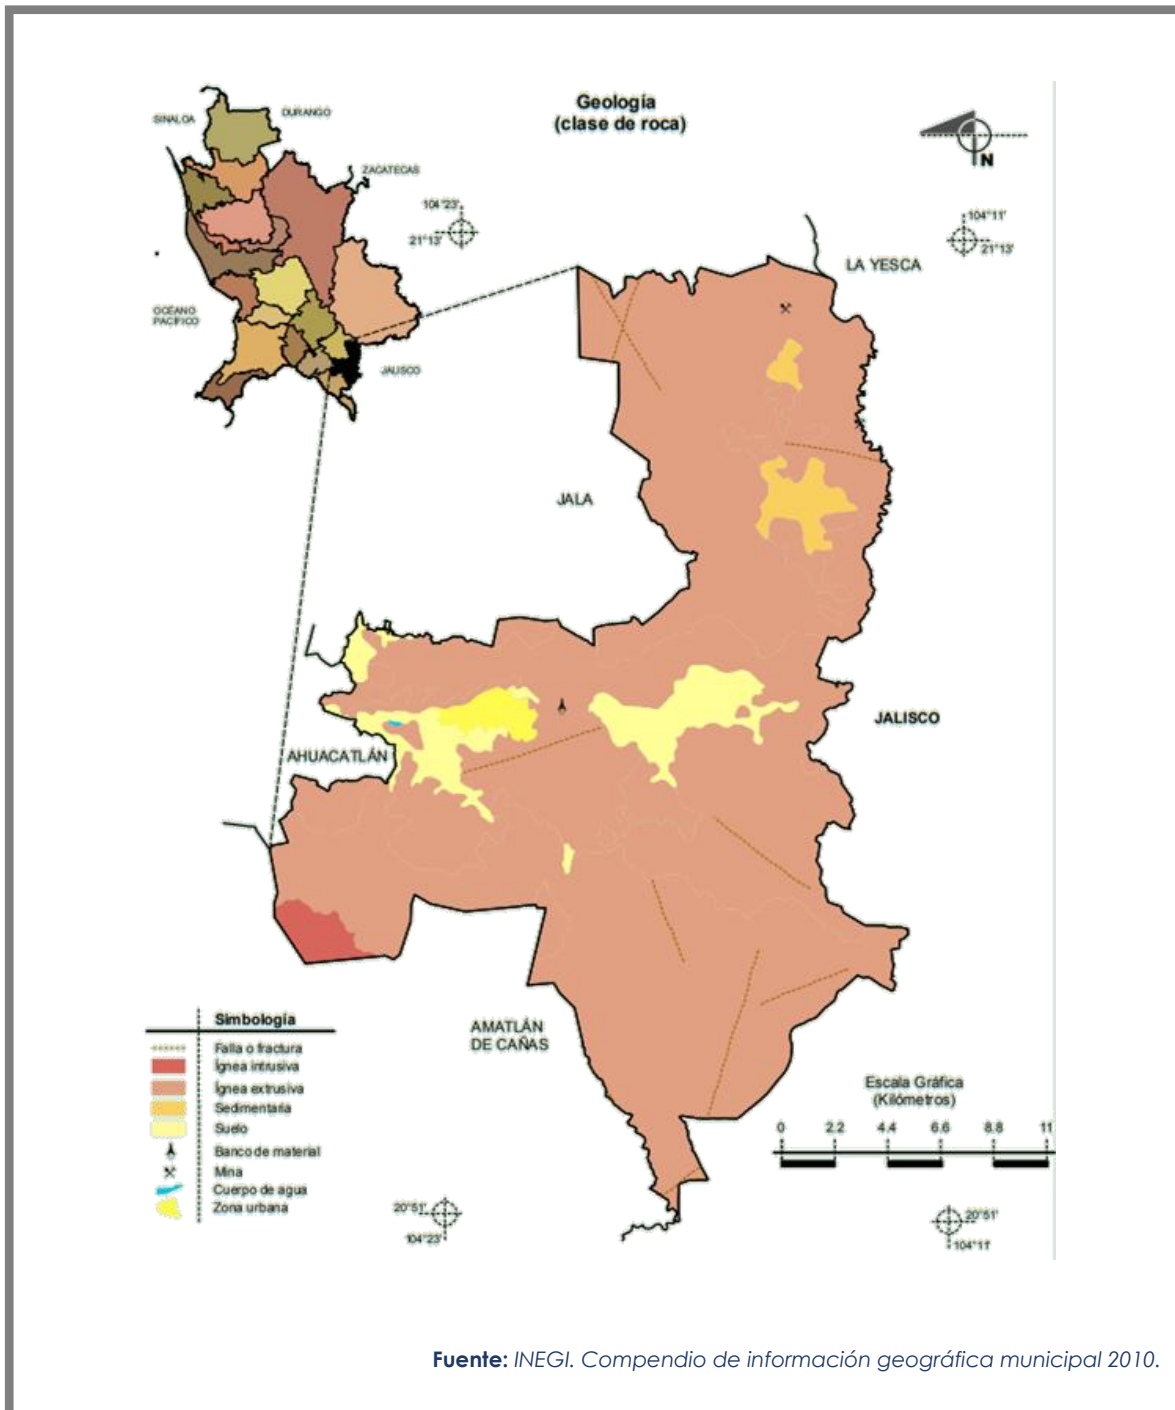 Geología
(clase de roca)
SINALOA
DURANGO
ZACATECAS
OCÉANO
PACÍFICO
JALISCO
N
104°23'
21°13'
104°11'
21°13'
LA YESCA
JALA
JALISCO
AHUACATLÁN
AMATLÁN
DE CAÑAS
Simbología
Falla o fractura
Ígnea intrusiva
Ígnea extrusiva
Sedimentaria
Suelo
Banco de material
Mina
Cuerpo de agua
Zona urbana
Escala Gráfica
(Kilómetros)
0 2.2 4.4 6.6 8.8 11
20°51'
104°23'
20°51'
104°11'
Fuente: INEGI. Compendio de información geográfica municipal 2010.